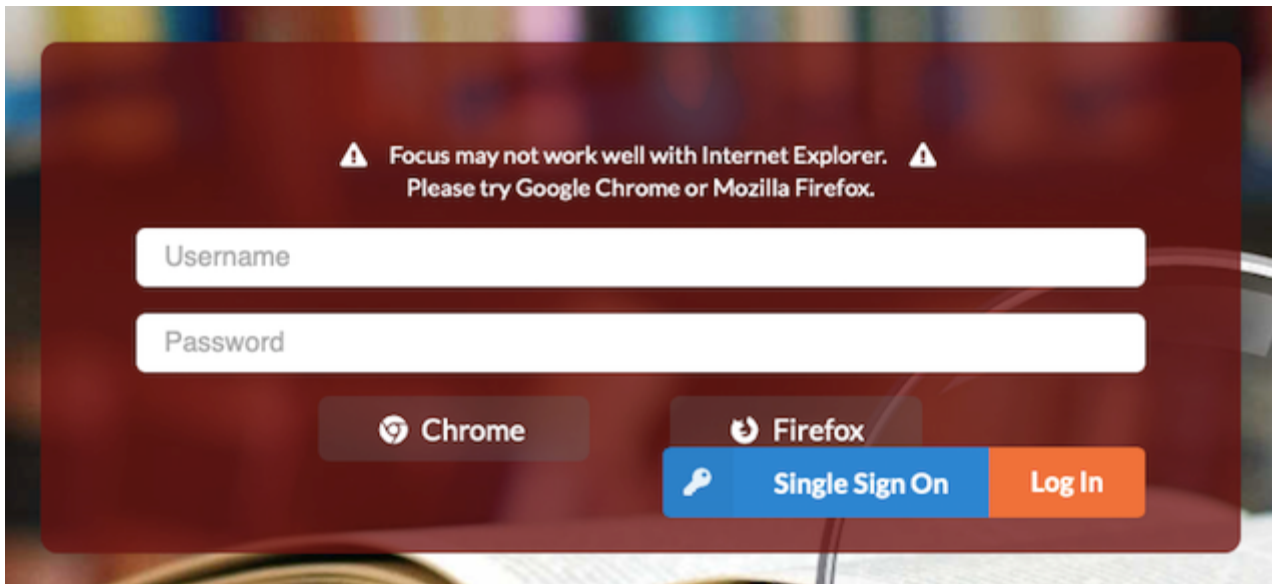 Focus may not work well with Internet Explorer.
Please try Google Chrome or Mozilla Firefox.
Username
Password
Chrome
Firefox
Single Sign On
Log In